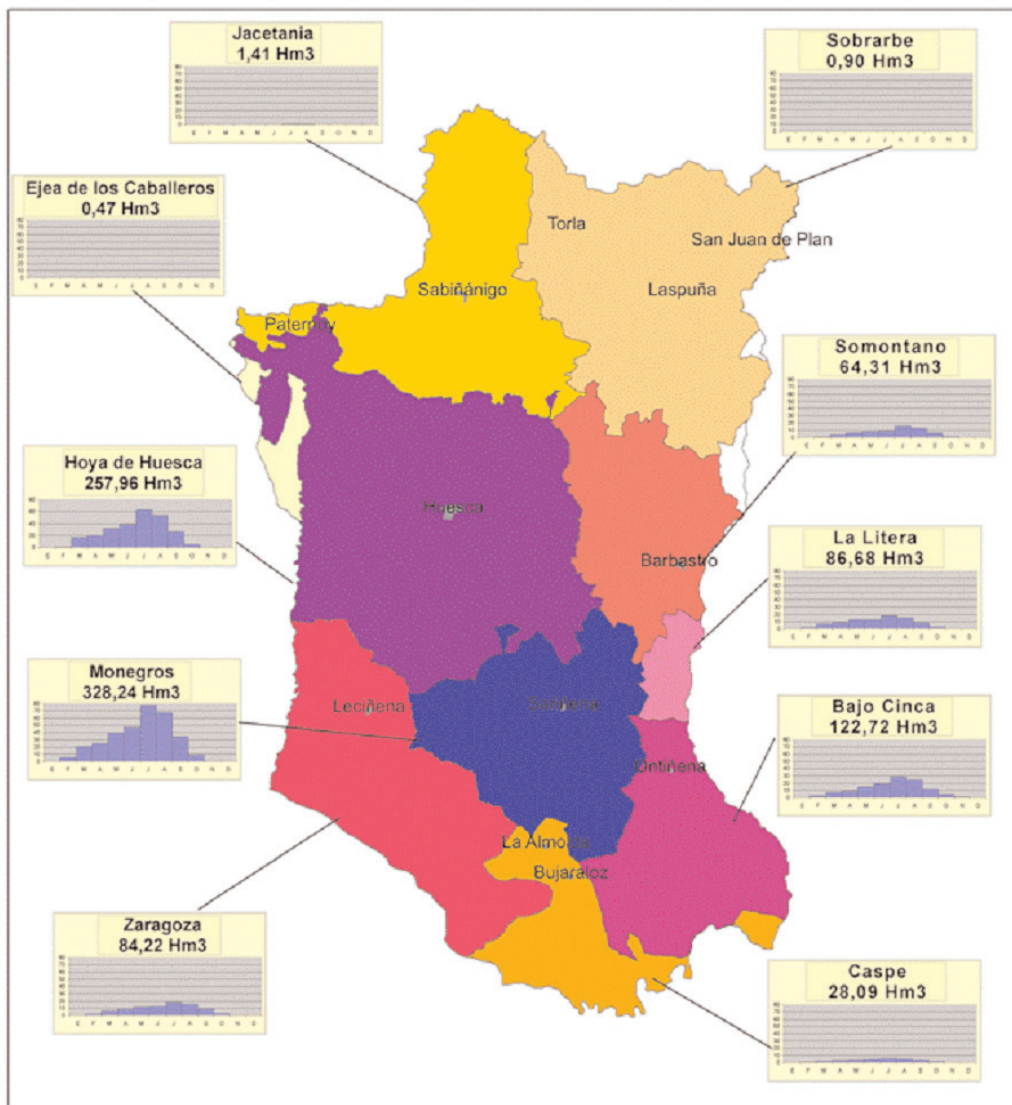 Jacetania
1,41 Hm3
E F M A M J J A S O N D
Sobrarbe
0,90 Hm3
E F M A M J J A S O N D
Ejea de los Caballeros
0,47 Hm3
E F M A M J J A S O N D
Torla
San Juan de Plan
Sabiñánigo
Laspuña
Paternoy
Somontano
64,31 Hm3
E F M A M J J A S O N D
Hoya de Huesca
257,96 Hm3
E F M A M J J A S O N D
Huesca
Barbastro
La Litera
86,68 Hm3
E F M A M J J A S O N D
Monegros
328,24 Hm3
E F M A M J J A S O N D
Leciñena
Sariñena
Bajo Cinca
122,72 Hm3
E F M A M J J A S O N D
Ontiñena
La Almolda
Bujaraloz
Zaragoza
84,22 Hm3
E F M A M J J A S O N D
Caspe
28,09 Hm3
E F M A M J J A S O N D